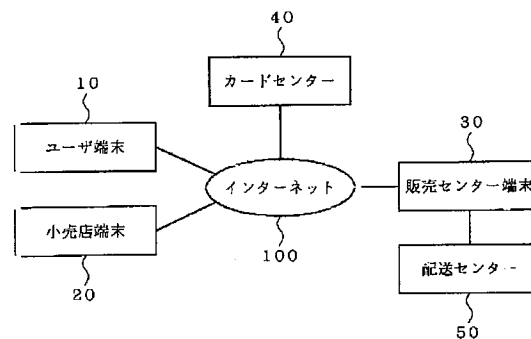 40
カードセンター
10
ユーザ端末
30
インターネット
販売センター端末
小売店端末
100
20
配送センター
50